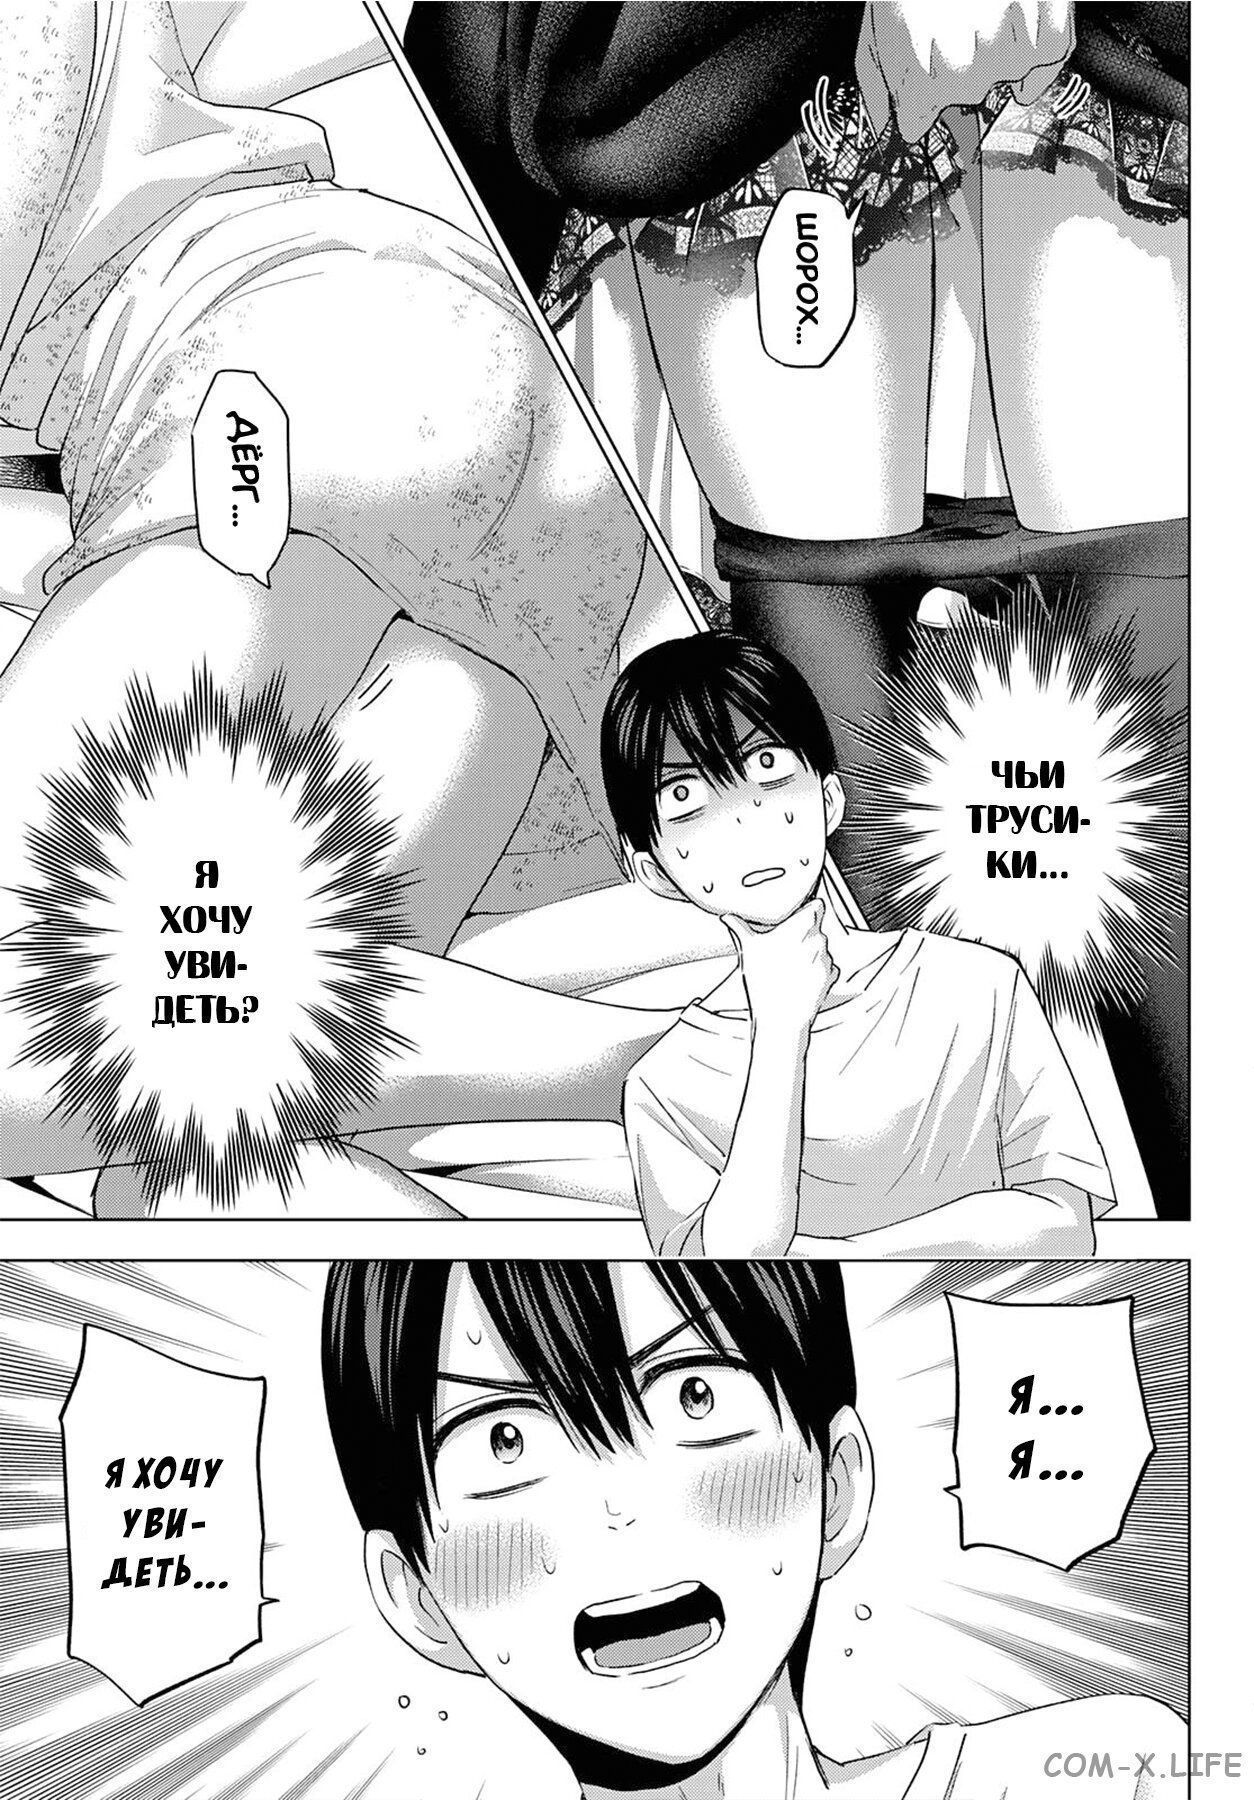 ШОРОХ...
ДЁРГ...
ЧЬИ
ТРУСИ-
КИ...
Я
ХОЧУ
УВИ-
ДЕТЬ?
Я...
Я...
Я ХОЧУ
УВИ-
ДЕТЬ...
COM-X.LIFE